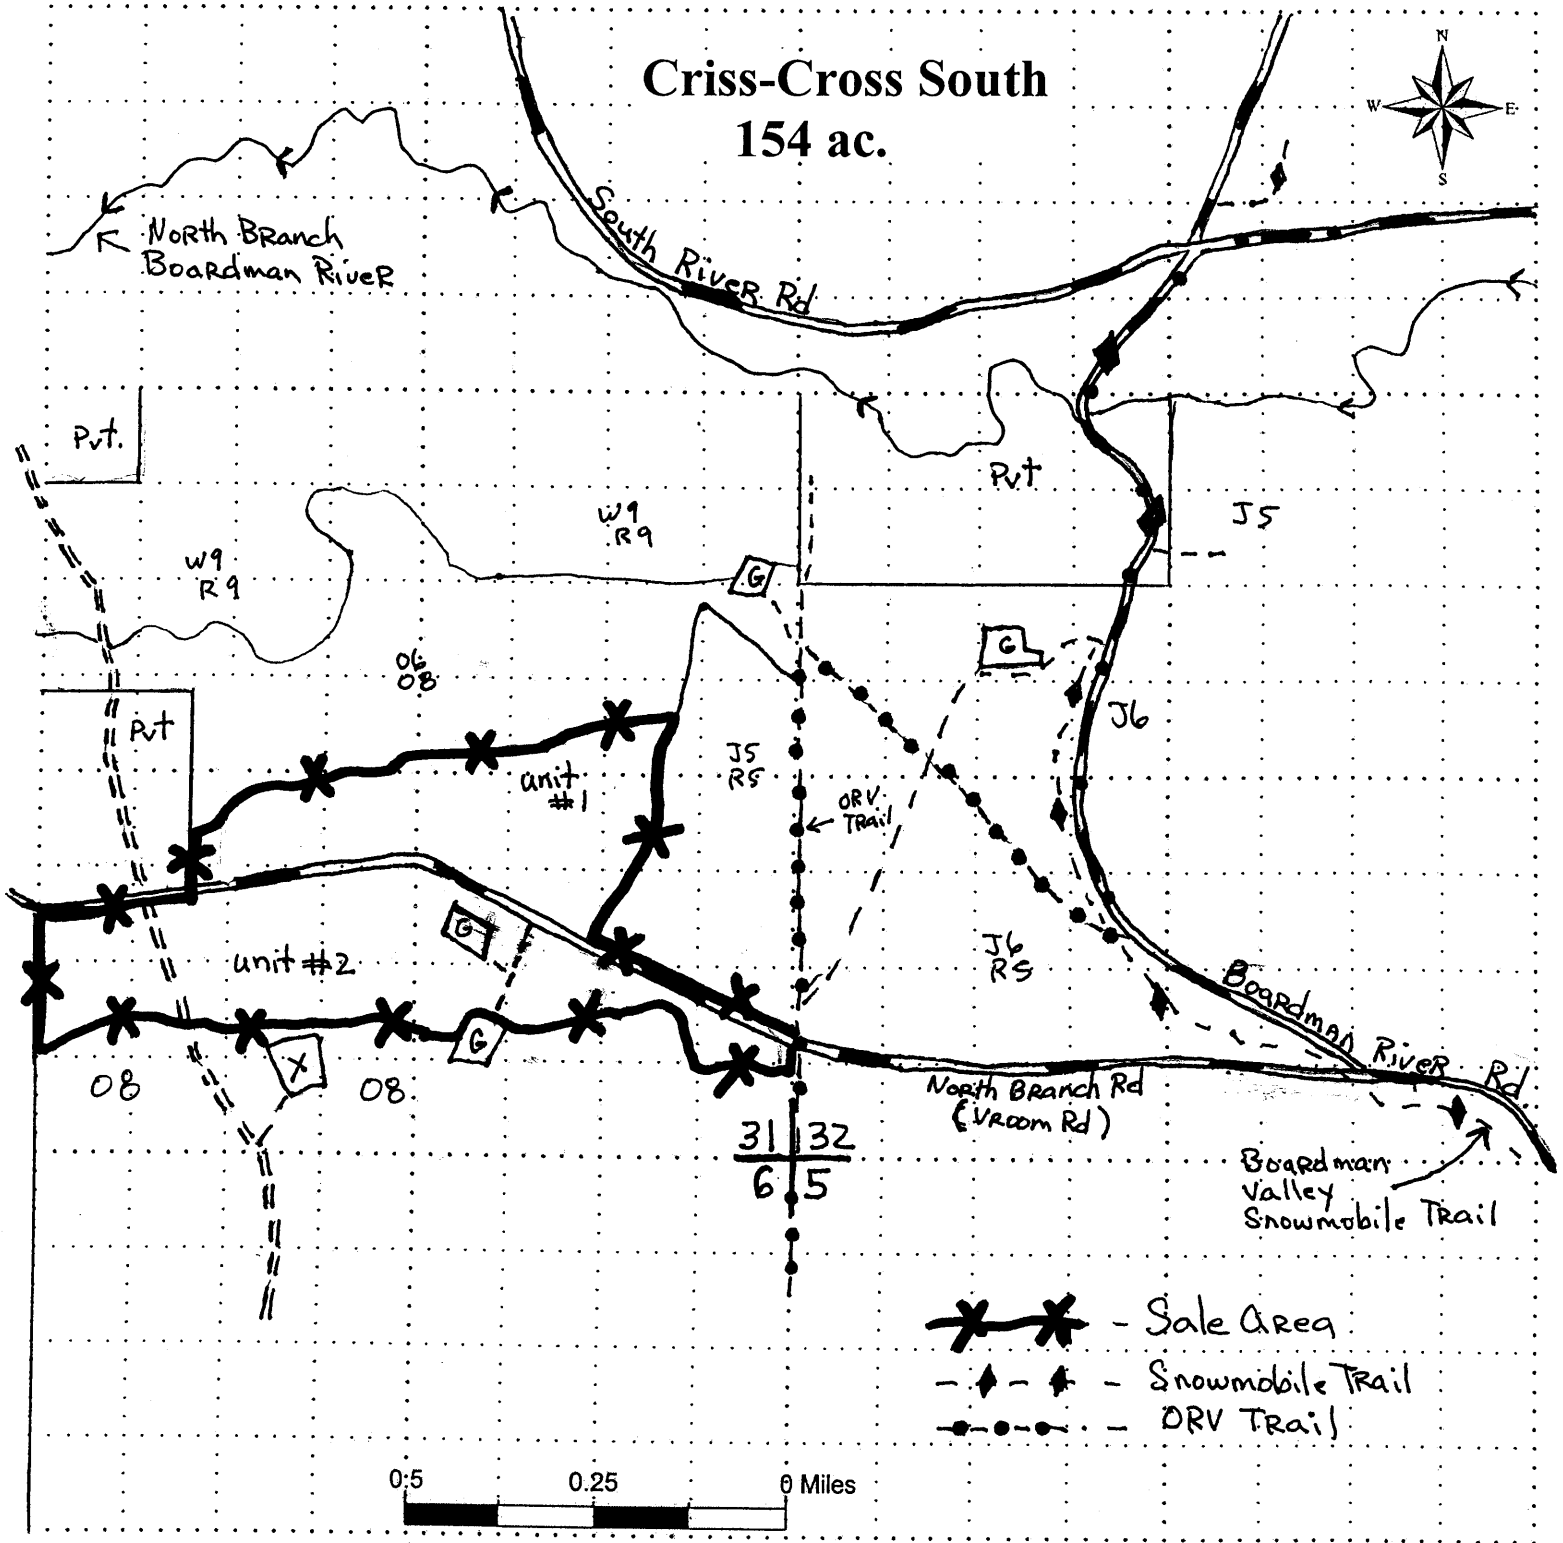 Criss-Cross South
154 ac.
N
W
E
S
South River Rd
North Branch
Boardman River
Pvt.
Pvt
J5
W9
R9
W9
R9
G
G
06
08
Pvt
J6
unit
#1
J5
R5
ORV
Trail
G
unit #2
J6
R5
Boardman River Rd
G
X
08
08
North Branch Rd
(Vroom Rd)
31 32
6 5
Boardman
Valley
Snowmobile Trail
- Sale Area
- Snowmobile Trail
- ORV Trail
0.5 0.25 0 Miles